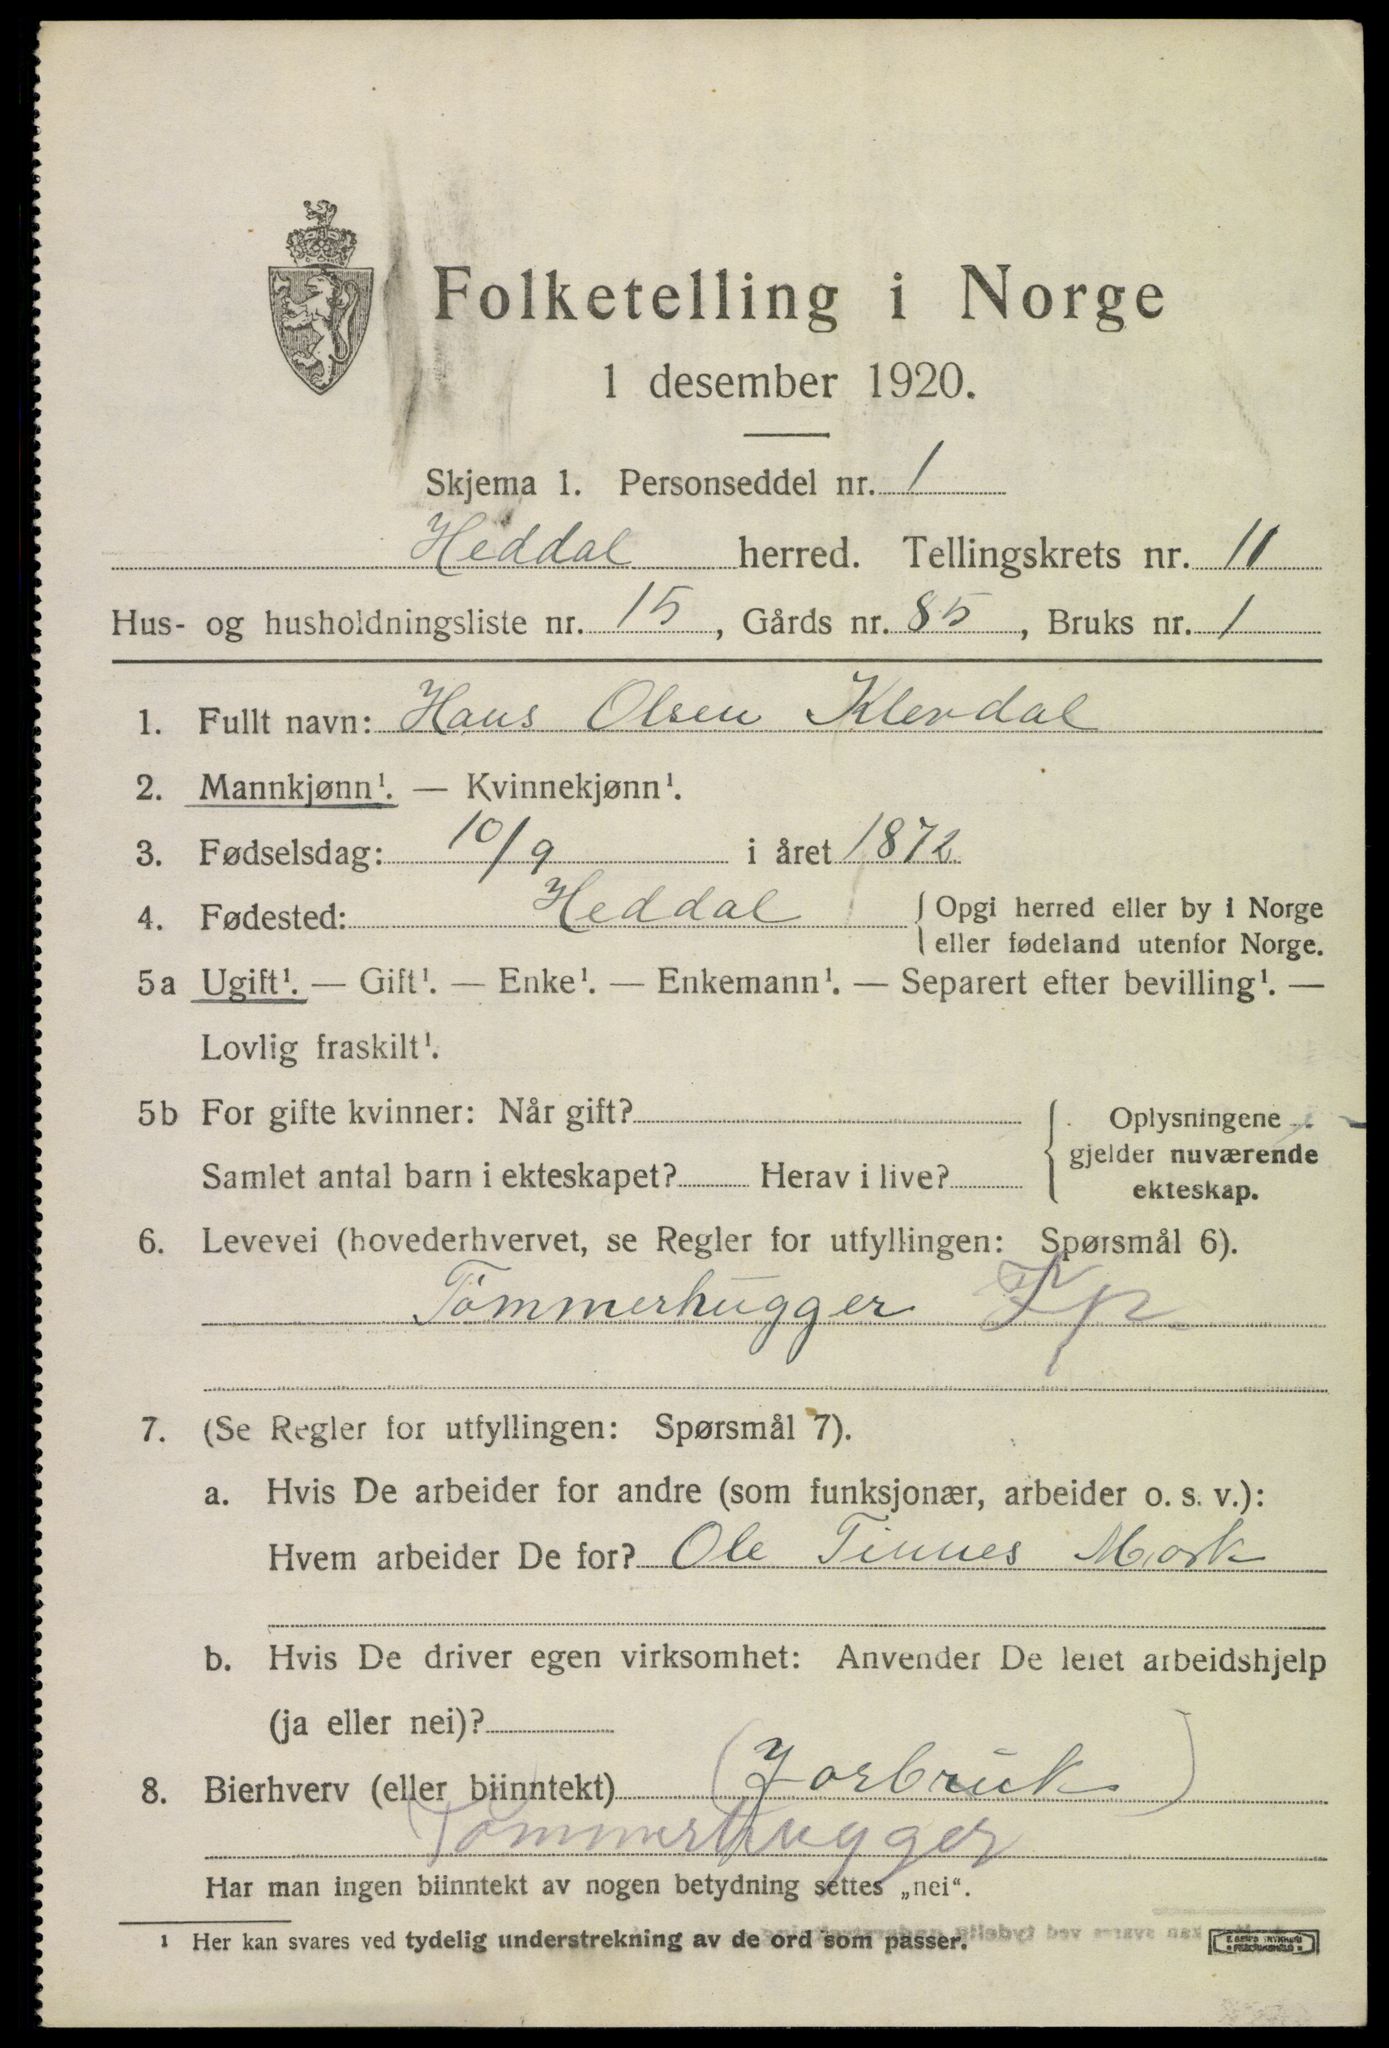 Folketelling i Norge
1 desember 1920.
Skjema 1. Personseddel nr. 1
Heddal herred. Tellingskrets nr. 11
Hus- og husholdningsliste nr. 15, Gårds nr. 85, Bruks nr. 1
1. Fullt navn: Hans Olsen Klevdal
2. Mannkjønn¹. — Kvinnekjønn¹.
3. Fødselsdag: 10/9 i året 1872
4. Fødested: Heddal { Opgi herred eller by i Norge
eller fødeland utenfor Norge.
5a Ugift¹. — Gift¹. — Enke¹. — Enkemann¹. — Separert efter bevilling¹. —
Lovlig fraskilt¹.
5b For gifte kvinner: Når gift?
Samlet antal barn i ekteskapet? Herav i live?
{ Oplysningene
gjelder nuværende
ekteskap.
6. Levevei (hovederhvervet, se Regler for utfyllingen: Spørsmål 6).
Tømmerhugger
7. (Se Regler for utfyllingen: Spørsmål 7).
a. Hvis De arbeider for andre (som funksjonær, arbeider o. s. v.):
Hvem arbeider De for? Ole Tinnes Mork
b. Hvis De driver egen virksomhet: Anvender De leiet arbeidshjelp
(ja eller nei)?
8. Bierhverv (eller biinntekt) (Jorbruk)
Tømmerhugger
Har man ingen biinntekt av nogen betydning settes „nei“.
¹ Her kan svares ved tydelig understrekning av de ord som passer.